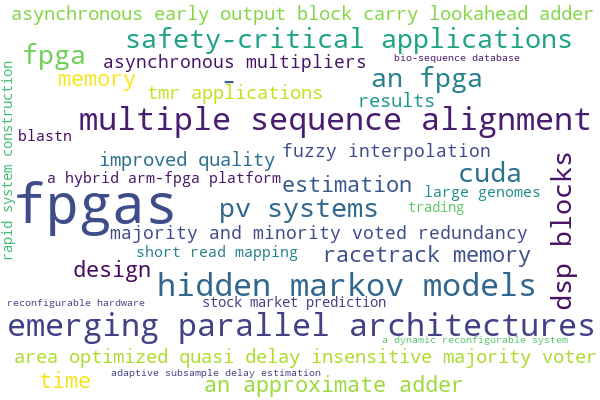 asynchronous early output block carry lookahead adder
safety-critical applications
fpga
asynchronous multipliers
bio-sequence database
memory
-
an fpga
tmr applications
results
multiple sequence alignment
blastn
rapid system construction
improved quality
fuzzy interpolation
cuda
a hybrid arm-fpga platform
estimation
large genomes
fpgas
pv systems
trading
dsp blocks
majority and minority voted redundancy
short read mapping
racetrack memory
design
hidden markov models
reconfigurable hardware
stock market prediction
emerging parallel architectures
a dynamic reconfigurable system
area optimized quasi delay insensitive majority voter
time
adaptive subsample delay estimation
an approximate adder